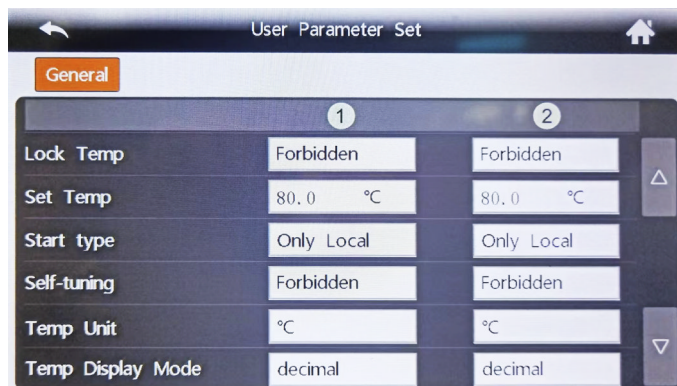 User Parameter Set
General
1 2
Lock Temp Forbidden Forbidden
Set Temp 80.0 °C 80.0 °C
Start type Only Local Only Local
Self-tuning Forbidden Forbidden
Temp Unit °C °C
Temp Display Mode decimal decimal